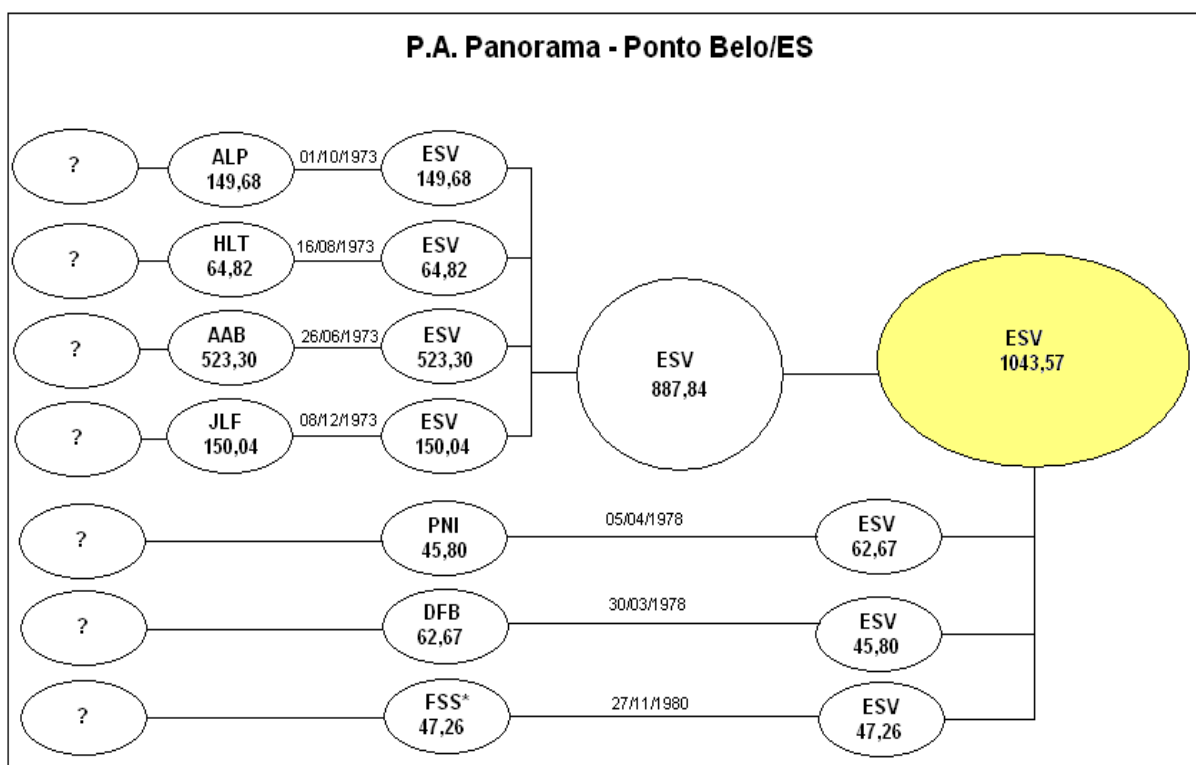 P.A. Panorama - Ponto Belo/ES
?
ALP
149,68
01/10/1973
ESV
149,68
?
HLT
64,82
16/08/1973
ESV
64,82
?
AAB
523,30
26/06/1973
ESV
523,30
?
JLF
150,04
08/12/1973
ESV
150,04
ESV
887,84
ESV
1043,57
?
PNI
45,80
05/04/1978
ESV
62,67
?
DFB
62,67
30/03/1978
ESV
45,80
?
FSS*
47,26
27/11/1980
ESV
47,26